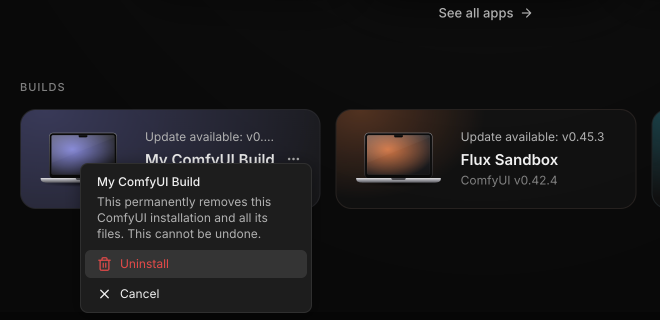 See all apps →
BUILDS
Update available: v0....
My ComfyUI Build ···
Update available: v0.45.3
Flux Sandbox
ComfyUI v0.42.4
My ComfyUI Build
This permanently removes this
ComfyUI installation and all its
files. This cannot be undone.
Uninstall
Cancel